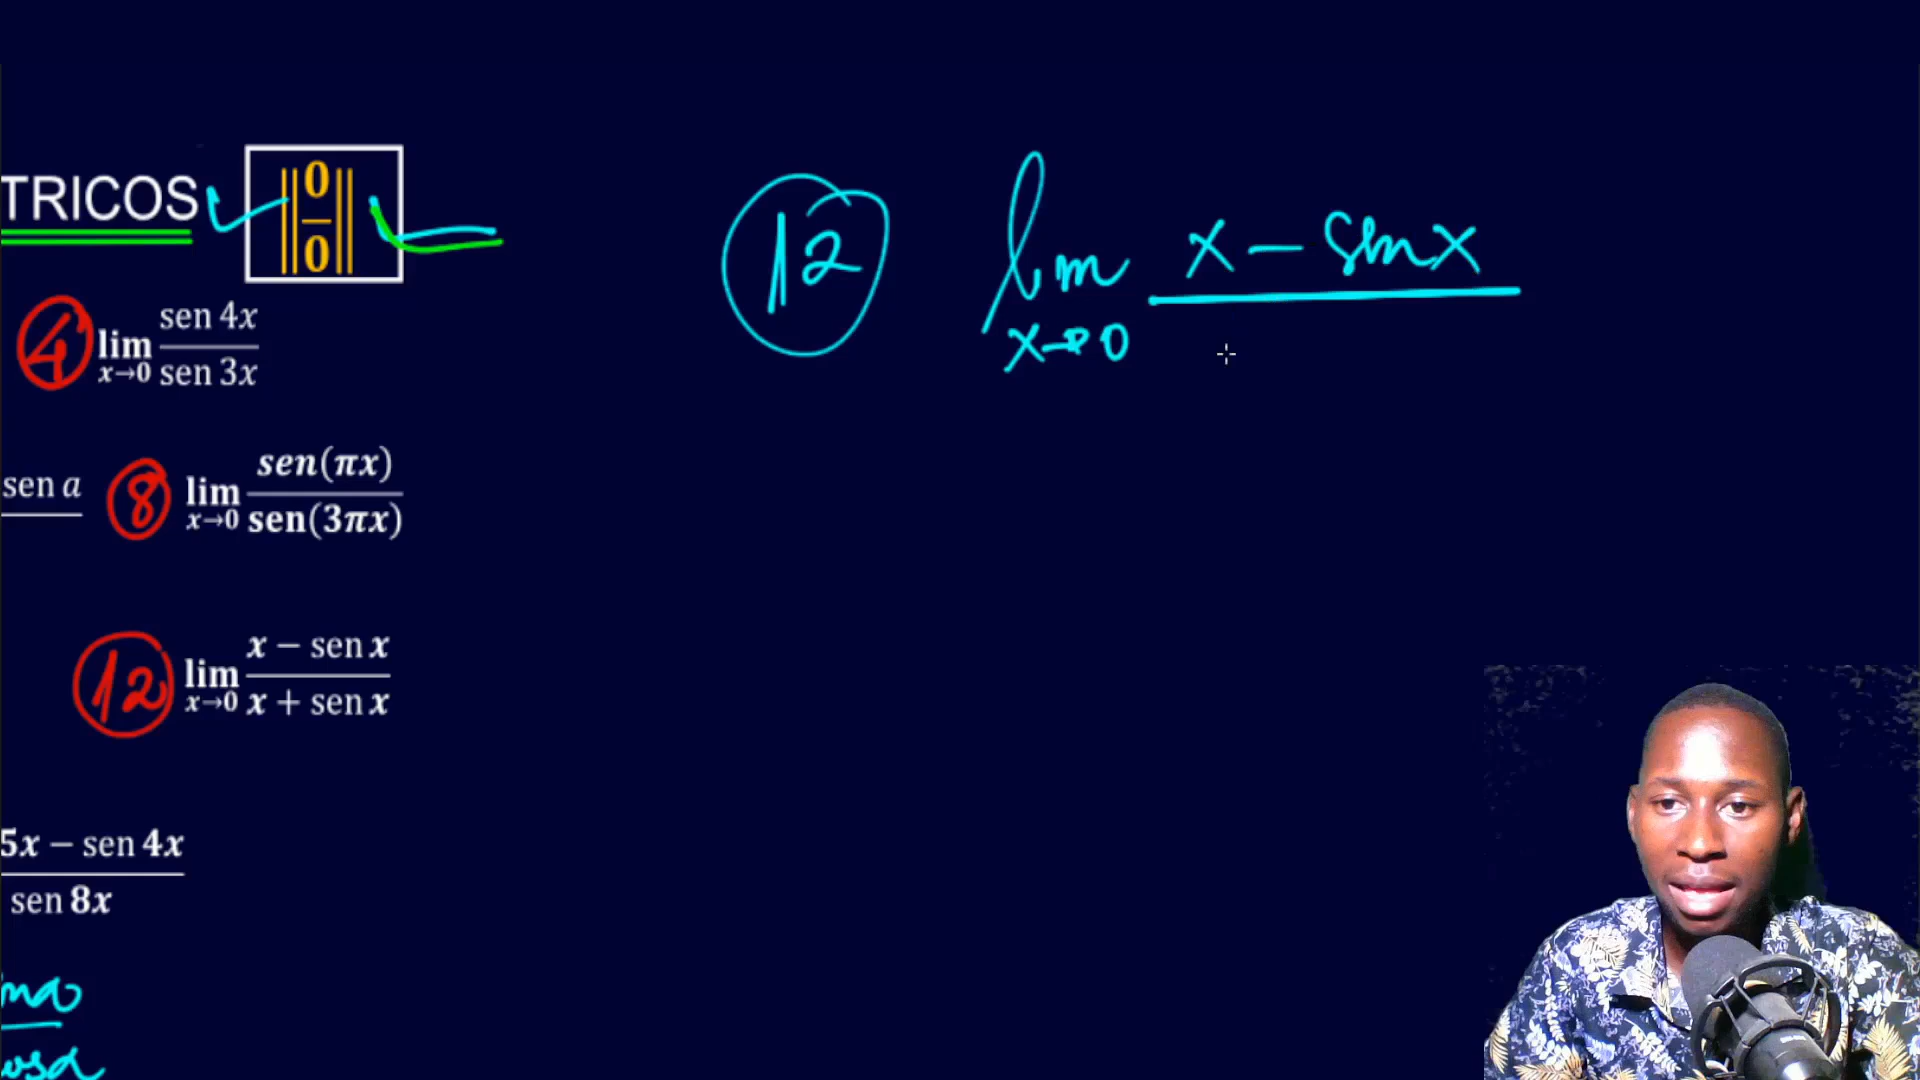 TRICOS ‖0/0‖
4 lim x→0 sen 4x / sen 3x
sen a
8 lim x→0 sen(πx) / sen(3πx)
12 lim x→0 x − sen x / x + sen x
5x − sen 4x / sen 8x
12 lim x→0 x − sen x